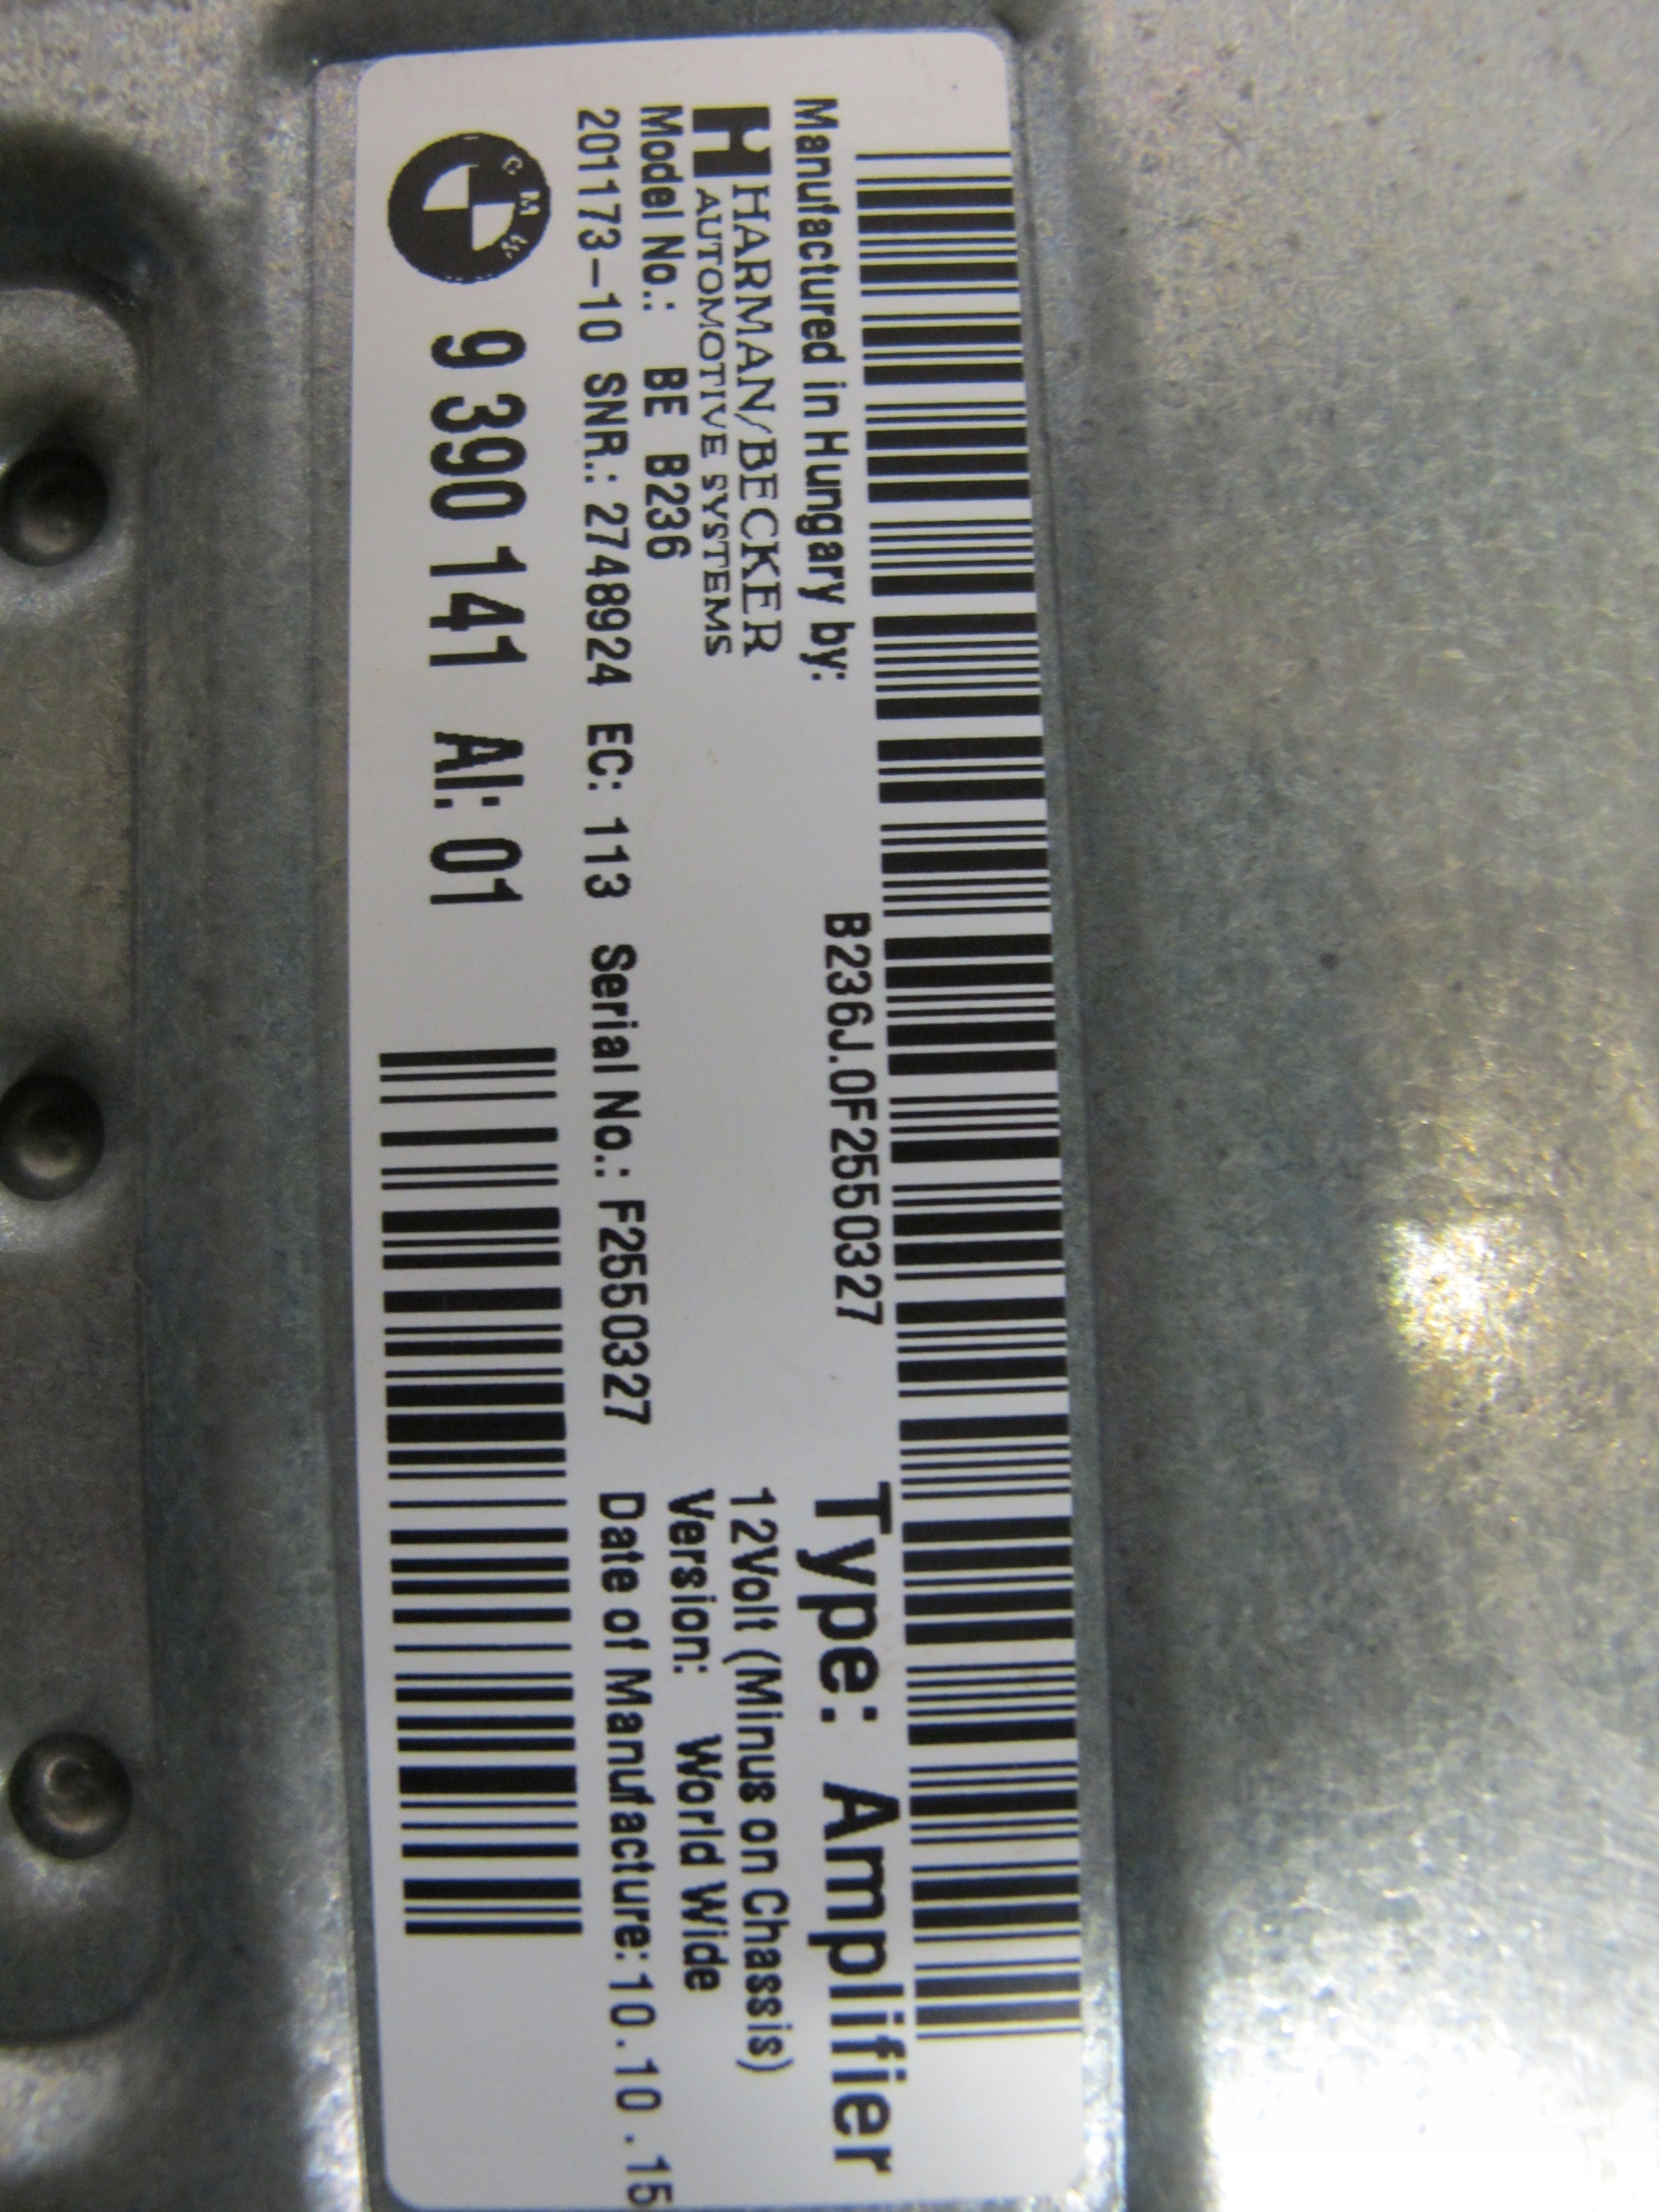 B236J.0F2550327
Manufactured in Hungary by:
Type: Amplifier
H HARMAN/BECKER
AUTOMOTIVE SYSTEMS
12Volt (Minus on Chassis)
Model No.: BE B236
Version: World Wide
201173-10 SNR.: 2748924 EC: 113 Serial No.: F2550327 Date of Manufacture: 10.10.15
BMW 9 390 141 AI: 01